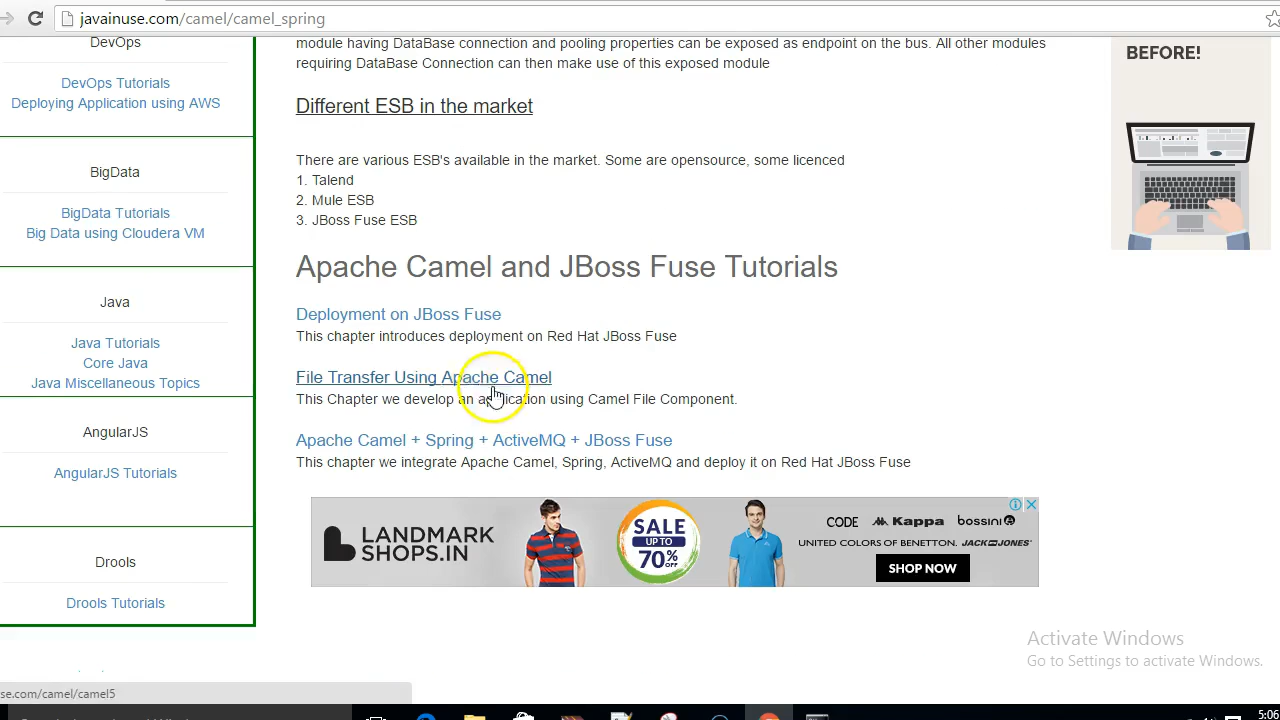 javainuse.com/camel/camel_spring
DevOps
DevOps Tutorials
Deploying Application using AWS
BigData
BigData Tutorials
Big Data using Cloudera VM
Java
Java Tutorials
Core Java
Java Miscellaneous Topics
AngularJS
AngularJS Tutorials
Drools
Drools Tutorials
module having DataBase connection and pooling properties can be exposed as endpoint on the bus. All other modules
requiring DataBase Connection can then make use of this exposed module
Different ESB in the market
There are various ESB's available in the market. Some are opensource, some licenced
1. Talend
2. Mule ESB
3. JBoss Fuse ESB
Apache Camel and JBoss Fuse Tutorials
Deployment on JBoss Fuse
This chapter introduces deployment on Red Hat JBoss Fuse
File Transfer Using Apache Camel
This Chapter we develop an application using Camel File Component.
Apache Camel + Spring + ActiveMQ + JBoss Fuse
This chapter we integrate Apache Camel, Spring, ActiveMQ and deploy it on Red Hat JBoss Fuse
LANDMARK
SHOPS.IN
SALE
UP TO
70%
OFF
CODE Kappa bossini
UNITED COLORS OF BENETTON. JACK&JONES
SHOP NOW
BEFORE!
Activate Windows
Go to Settings to activate Windows.
se.com/camel/camel5
5:06